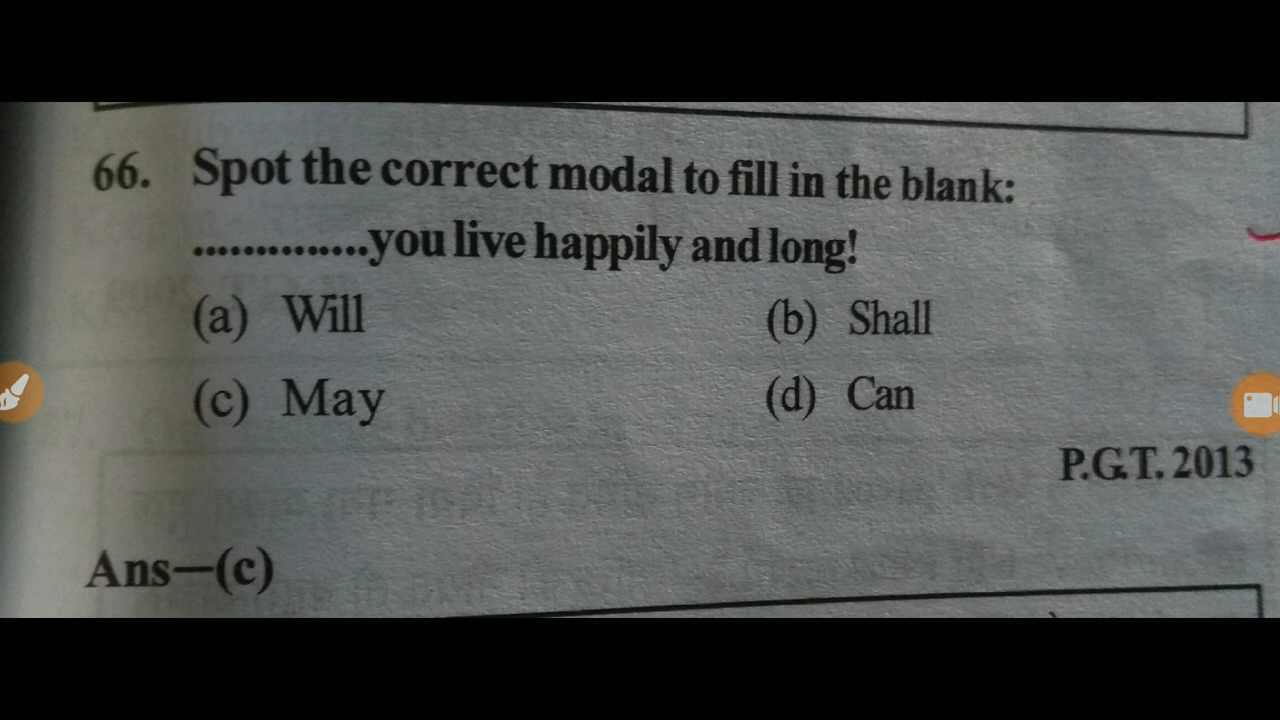 66. Spot the correct modal to fill in the blank:
..............you live happily and long!
(a) Will (b) Shall
(c) May (d) Can
P.G.T. 2013
Ans–(c)